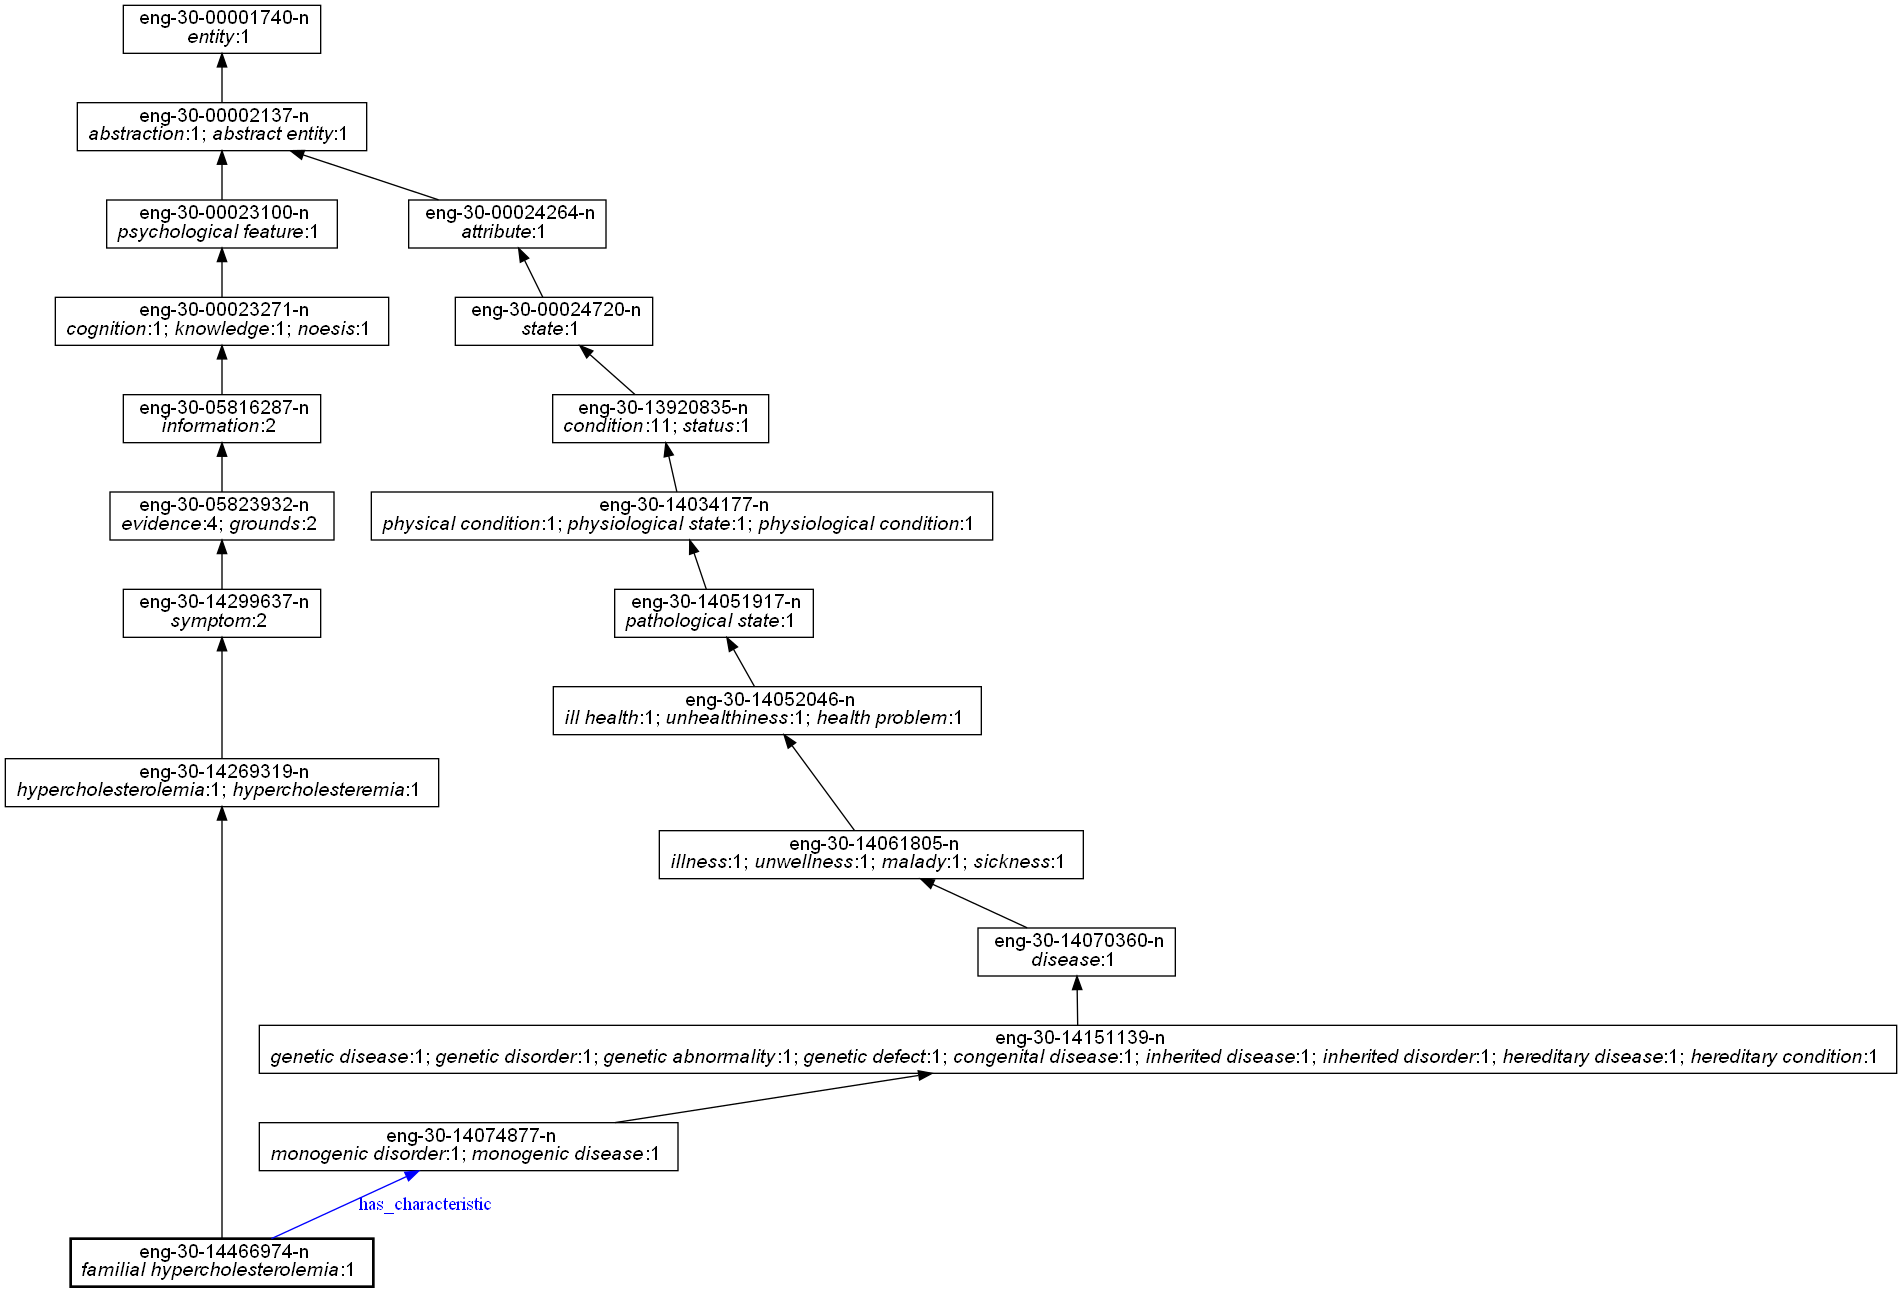 eng-30-00001740-n
entity:1
eng-30-00002137-n
abstraction:1; abstract entity:1
eng-30-00023100-n
psychological feature:1
eng-30-00024264-n
attribute:1
eng-30-00023271-n
cognition:1; knowledge:1; noesis:1
eng-30-00024720-n
state:1
eng-30-05816287-n
information:2
eng-30-13920835-n
condition:11; status:1
eng-30-05823932-n
evidence:4; grounds:2
eng-30-14034177-n
physical condition:1; physiological state:1; physiological condition:1
eng-30-14299637-n
symptom:2
eng-30-14051917-n
pathological state:1
eng-30-14052046-n
ill health:1; unhealthiness:1; health problem:1
eng-30-14269319-n
hypercholesterolemia:1; hypercholesteremia:1
eng-30-14061805-n
illness:1; unwellness:1; malady:1; sickness:1
eng-30-14070360-n
disease:1
eng-30-14151139-n
genetic disease:1; genetic disorder:1; genetic abnormality:1; genetic defect:1; congenital disease:1; inherited disease:1; inherited disorder:1; hereditary disease:1; hereditary condition:1
eng-30-14074877-n
monogenic disorder:1; monogenic disease:1
has_characteristic
eng-30-14466974-n
familial hypercholesterolemia:1